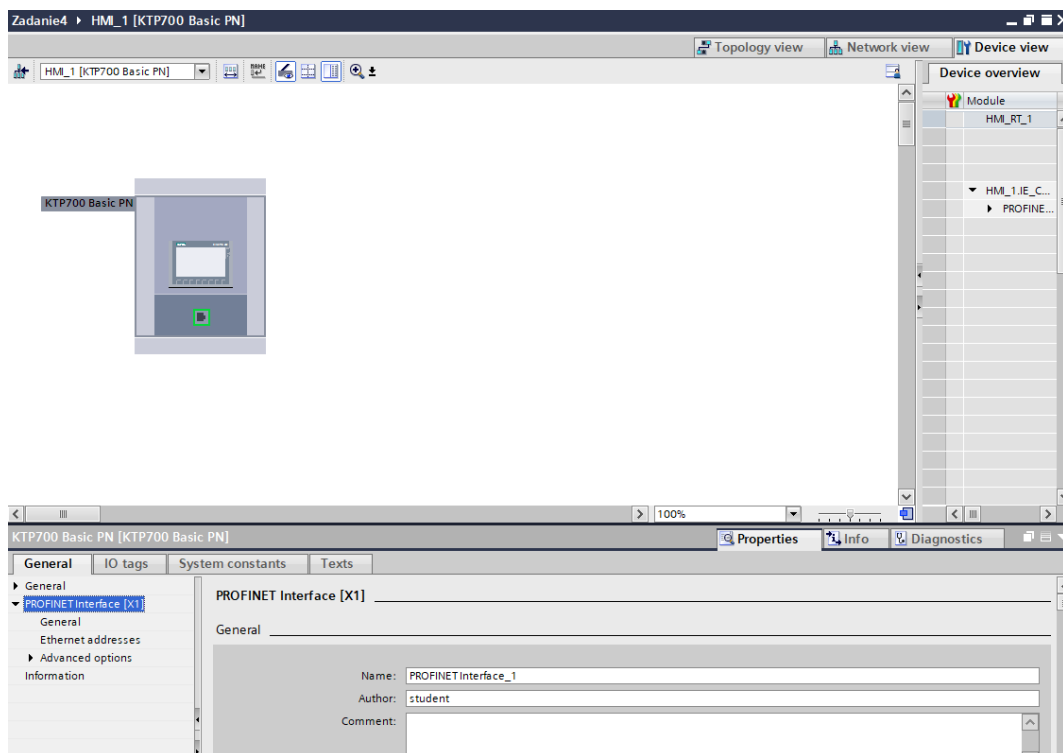 Zadanie4 ▸ HMI_1 [KTP700 Basic PN]
Topology view
Network view
Device view
HMI_1 [KTP700 Basic PN]
Device overview
Module
HMI_RT_1
HMI_1.IE_C...
PROFINE...
KTP700 Basic PN
100%
KTP700 Basic PN [KTP700 Basic PN]
Properties
Info
Diagnostics
General
IO tags
System constants
Texts
General
PROFINET Interface [X1]
General
Ethernet addresses
Advanced options
Information
PROFINET Interface [X1]
General
Name: PROFINET Interface_1
Author: student
Comment: